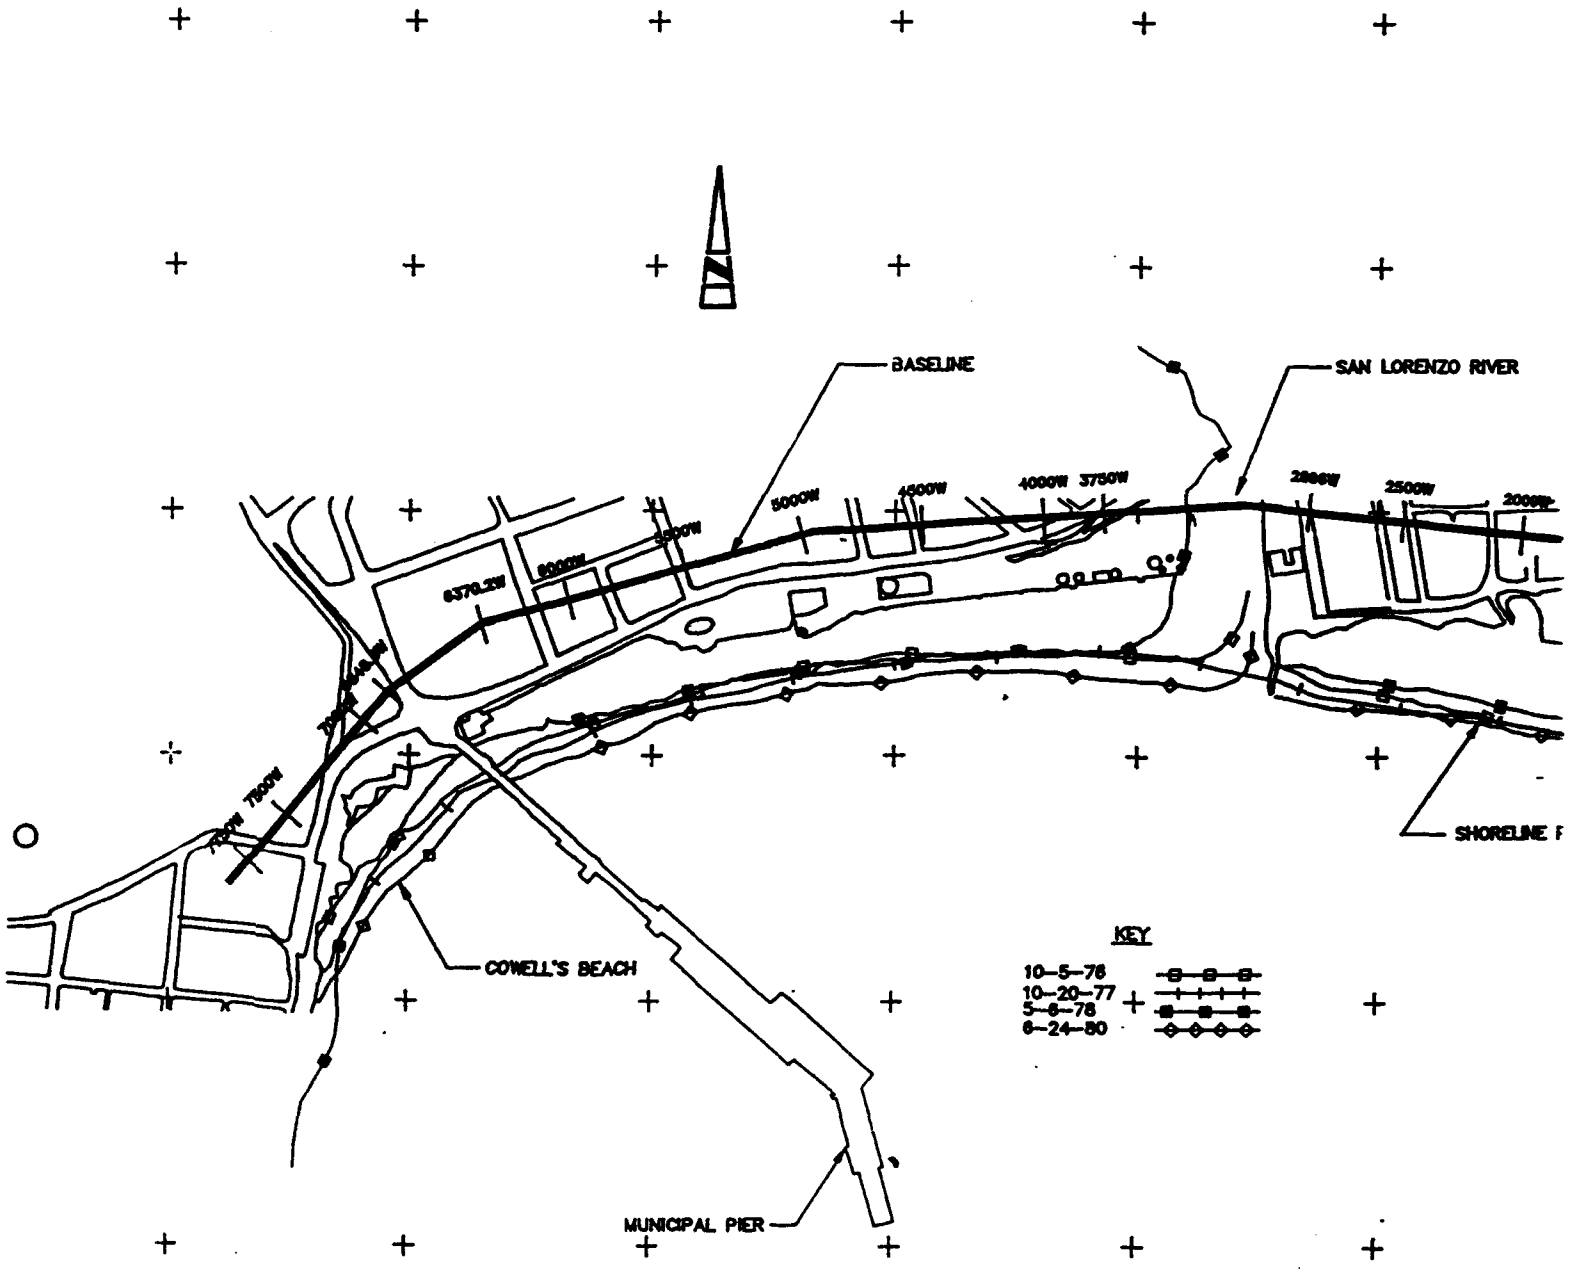 N
BASELINE
SAN LORENZO RIVER
5000W
4500W
4000W
3750W
2500W
2000W
5500W
6000W
6370.2W
7500W
SHORELINE
COWELL'S BEACH
KEY
10-5-76
10-20-77
5-6-78
6-24-80
MUNICIPAL PIER